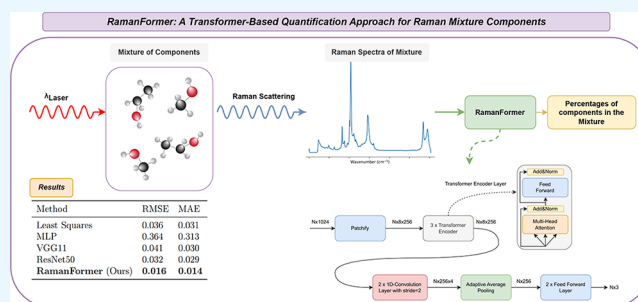 RamanFormer: A Transformer-Based Quantification Approach for Raman Mixture Components
Mixture of Components
Raman Spectra of Mixture
λLaser
Raman Scattering
Wavenumber (cm⁻¹)
RamanFormer
Percentages of
components in the
Mixture
Results
Method RMSE MAE
Least Squares 0.036 0.031
MLP 0.364 0.313
VGG11 0.041 0.030
ResNet50 0.032 0.029
RamanFormer (Ours) 0.016 0.014
Transformer Encoder Layer
Add&Norm
Feed
Forward
Add&Norm
Multi-Head
Attention
Nx1024
Patchify
Nx8x256
3 x Transformer
Encoder
Nx8x256
2 x 1D-Convolution
Layer with stride=2
Nx256x4
Adaptive Average
Pooling
Nx256
2 x Feed Forward
Layer
Nx3